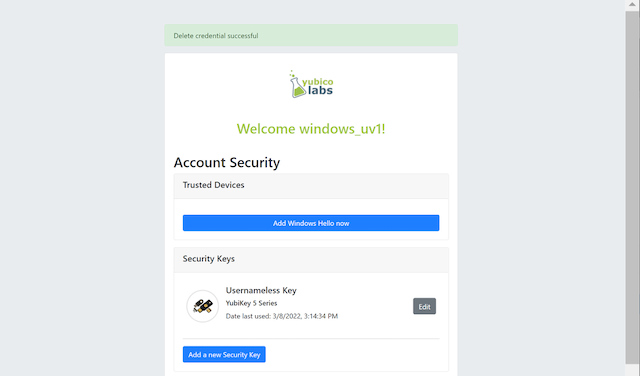 Delete credential successful
yubico
labs
Welcome windows_uv1!
Account Security
Trusted Devices
Add Windows Hello now
Security Keys
Usernameless Key
YubiKey 5 Series
Edit
Date last used: 3/8/2022, 3:14:34 PM
Add a new Security Key